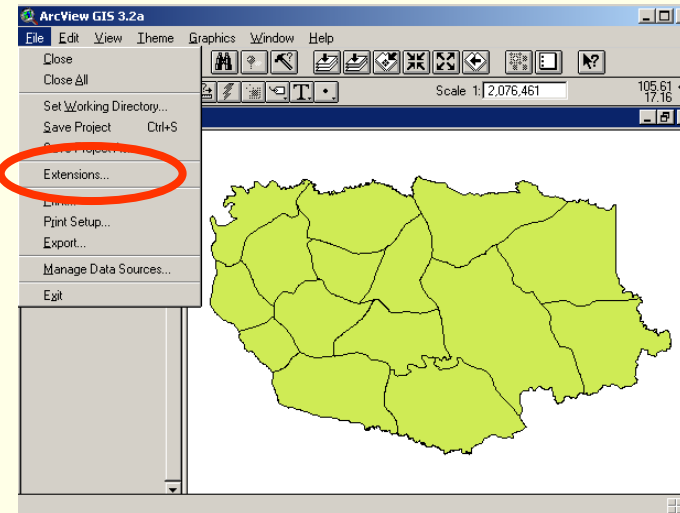 ArcView GIS 3.2a
File Edit View Theme Graphics Window Help
Close
Close All
Set Working Directory...
Scale 1: 2,076,461
105.61
17.16
Save Project Ctrl+S
Extensions...
Print Setup...
Export...
Manage Data Sources...
Exit